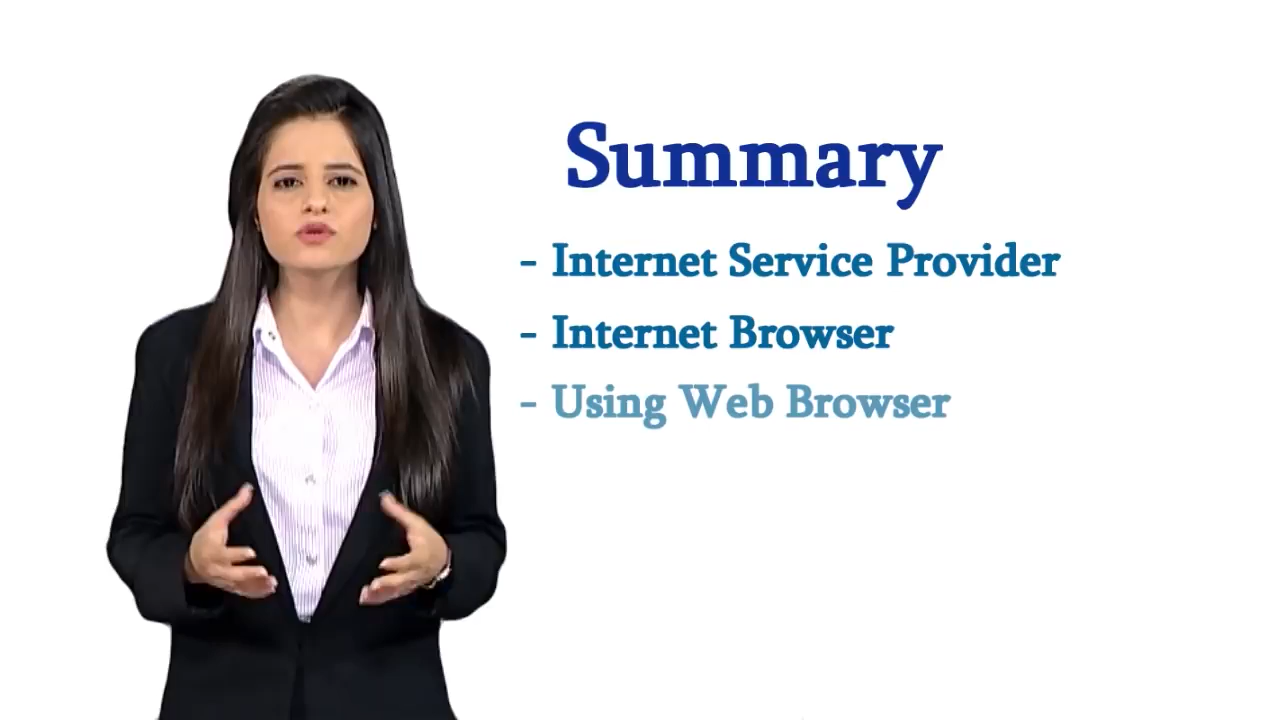 Summary
- Internet Service Provider
- Internet Browser
- Using Web Browser